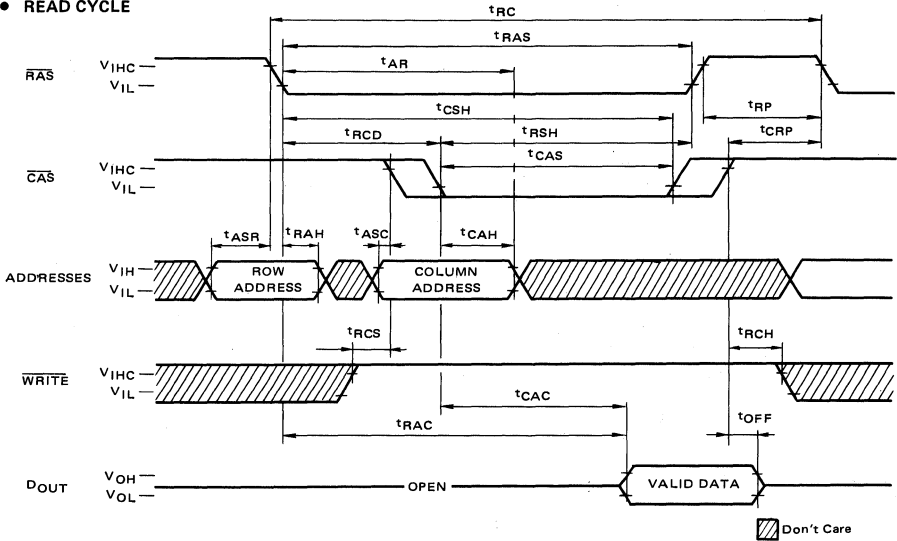 ● READ CYCLE
tRC
tRAS
RAS
VIHC
VIL
tAR
tRP
tCSH
tRCD
tRSH
tCRP
CAS
VIHC
VIL
tCAS
tASR
tRAH
tASC
tCAH
ADDRESSES
VIH
VIL
ROW
ADDRESS
COLUMN
ADDRESS
tRCS
tRCH
WRITE
VIHC
VIL
tCAC
tRAC
tOFF
DOUT
VOH
VOL
OPEN
VALID DATA
Don't Care